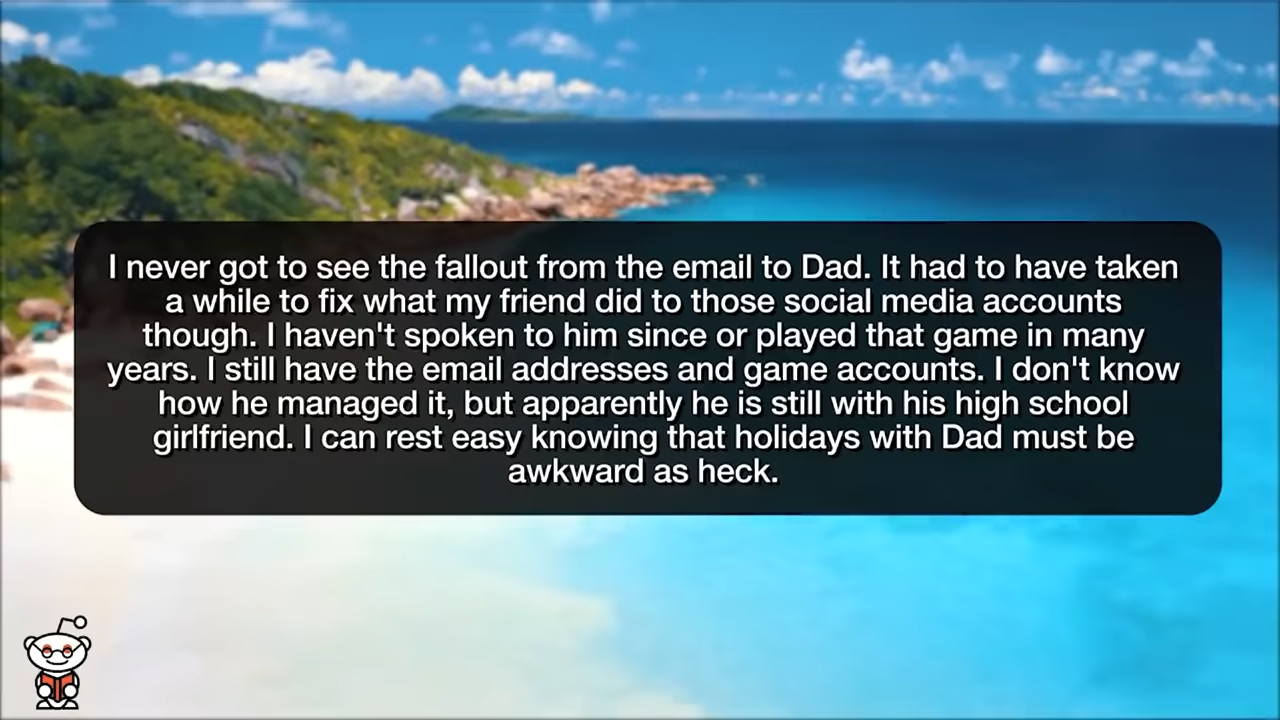 I never got to see the fallout from the email to Dad. It had to have taken
a while to fix what my friend did to those social media accounts
though. I haven't spoken to him since or played that game in many
years. I still have the email addresses and game accounts. I don't know
how he managed it, but apparently he is still with his high school
girlfriend. I can rest easy knowing that holidays with Dad must be
awkward as heck.